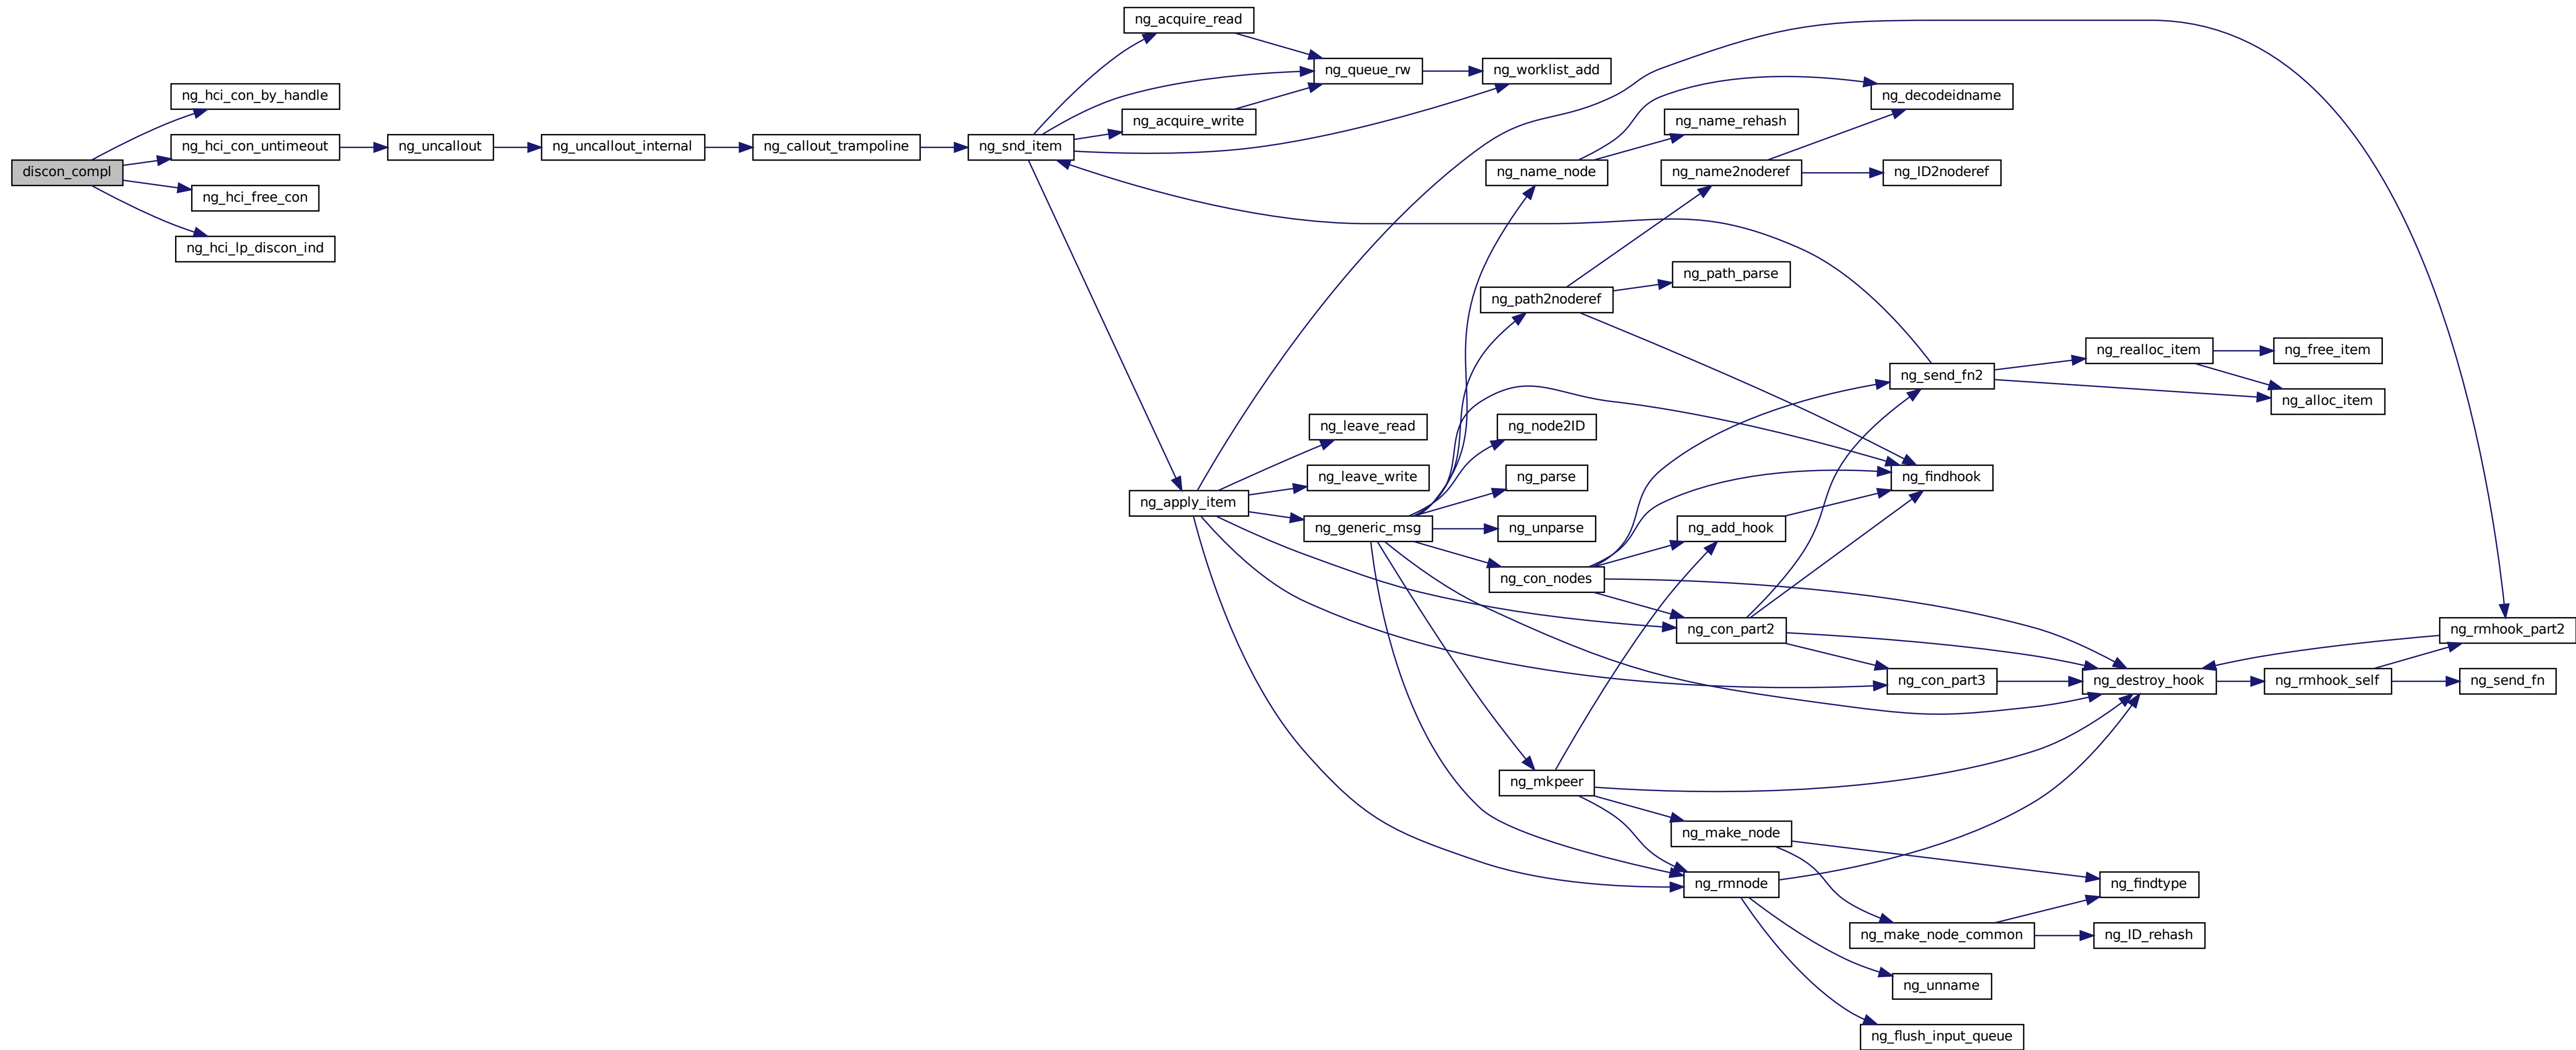 discon_compl
ng_hci_con_by_handle
ng_hci_con_untimeout
ng_hci_free_con
ng_hci_lp_discon_ind
ng_uncallout
ng_uncallout_internal
ng_callout_trampoline
ng_snd_item
ng_acquire_read
ng_acquire_write
ng_apply_item
ng_queue_rw
ng_leave_read
ng_leave_write
ng_generic_msg
ng_worklist_add
ng_name_node
ng_path2noderef
ng_node2ID
ng_parse
ng_unparse
ng_con_nodes
ng_mkpeer
ng_name_rehash
ng_name2noderef
ng_path_parse
ng_add_hook
ng_con_part2
ng_make_node
ng_rmnode
ng_decodeidname
ng_ID2noderef
ng_send_fn2
ng_findhook
ng_con_part3
ng_make_node_common
ng_unname
ng_flush_input_queue
ng_realloc_item
ng_destroy_hook
ng_findtype
ng_ID_rehash
ng_free_item
ng_alloc_item
ng_rmhook_self
ng_rmhook_part2
ng_send_fn